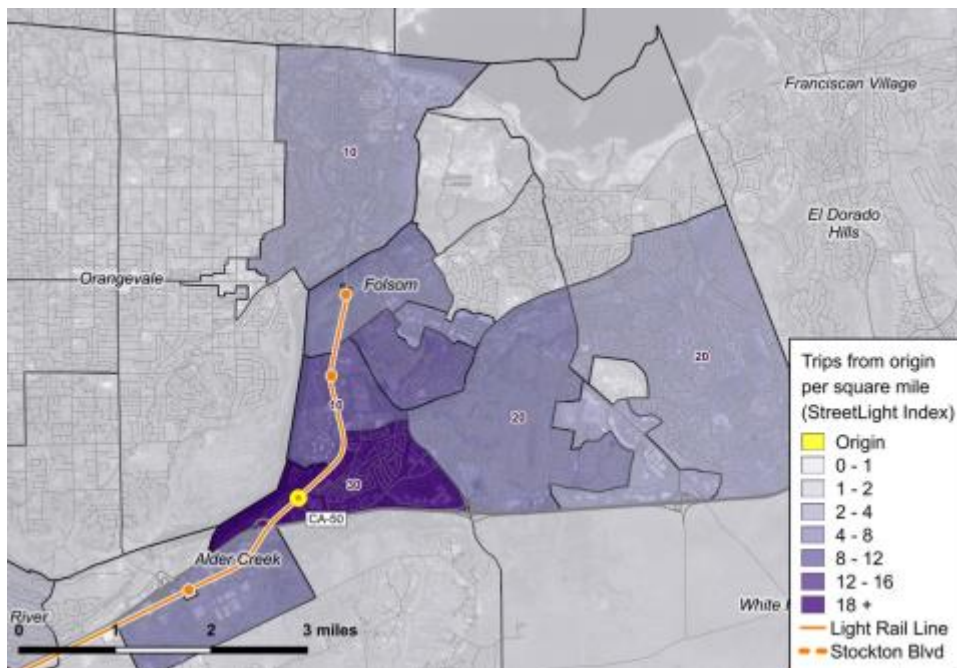 Franciscan Village
10
El Dorado
Hills
Orangevale
Folsom
20
10
20
30
CA-50
Alder Creek
River
White
0 1 2 3 miles
Trips from origin
per square mile
(StreetLight Index)
Origin
0 - 1
1 - 2
2 - 4
4 - 8
8 - 12
12 - 16
18 +
Light Rail Line
Stockton Blvd